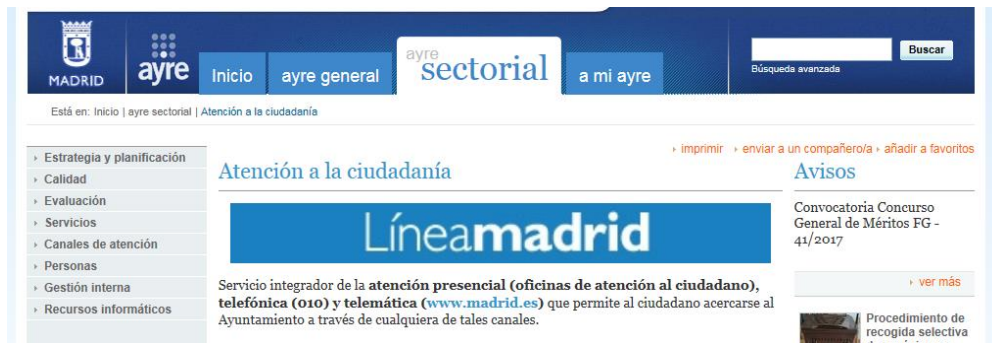 MADRID
ayre
Inicio
ayre general
ayre
sectorial
a mi ayre
Buscar
Búsqueda avanzada
Está en: Inicio | ayre sectorial | Atención a la ciudadanía
imprimir
enviar a un compañero/a
añadir a favoritos
Estrategia y planificación
Calidad
Evaluación
Servicios
Canales de atención
Personas
Gestión interna
Recursos informáticos
Atención a la ciudadanía
Líneamadrid
Servicio integrador de la atención presencial (oficinas de atención al ciudadano),
telefónica (010) y telemática (www.madrid.es) que permite al ciudadano acercarse al
Ayuntamiento a través de cualquiera de tales canales.
Avisos
Convocatoria Concurso
General de Méritos FG -
41/2017
ver más
Procedimiento de
recogida selectiva